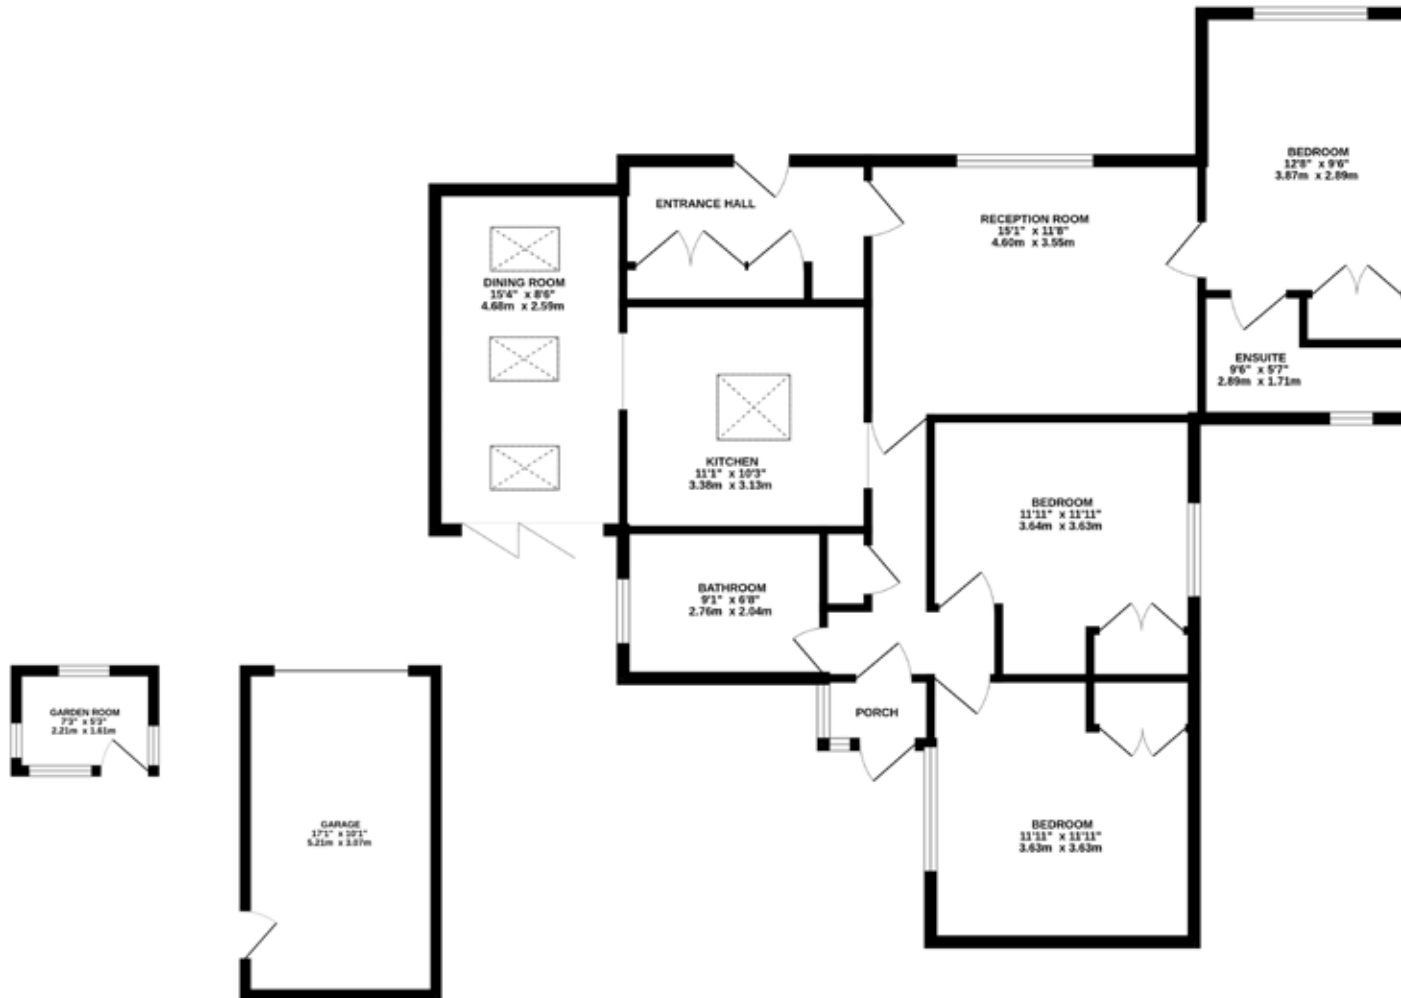 BEDROOM
12'8" x 9'6"
3.87m x 2.89m
ENTRANCE HALL
RECEPTION ROOM
15'1" x 11'8"
4.60m x 3.55m
DINING ROOM
15'4" x 8'6"
4.68m x 2.59m
ENSUITE
9'6" x 5'7"
2.89m x 1.71m
KITCHEN
11'1" x 10'3"
3.38m x 3.13m
BEDROOM
11'11" x 11'11"
3.64m x 3.63m
BATHROOM
9'1" x 6'8"
2.76m x 2.04m
GARDEN ROOM
7'3" x 5'3"
2.21m x 1.61m
PORCH
GARAGE
17'1" x 10'1"
5.21m x 3.07m
BEDROOM
11'11" x 11'11"
3.63m x 3.63m